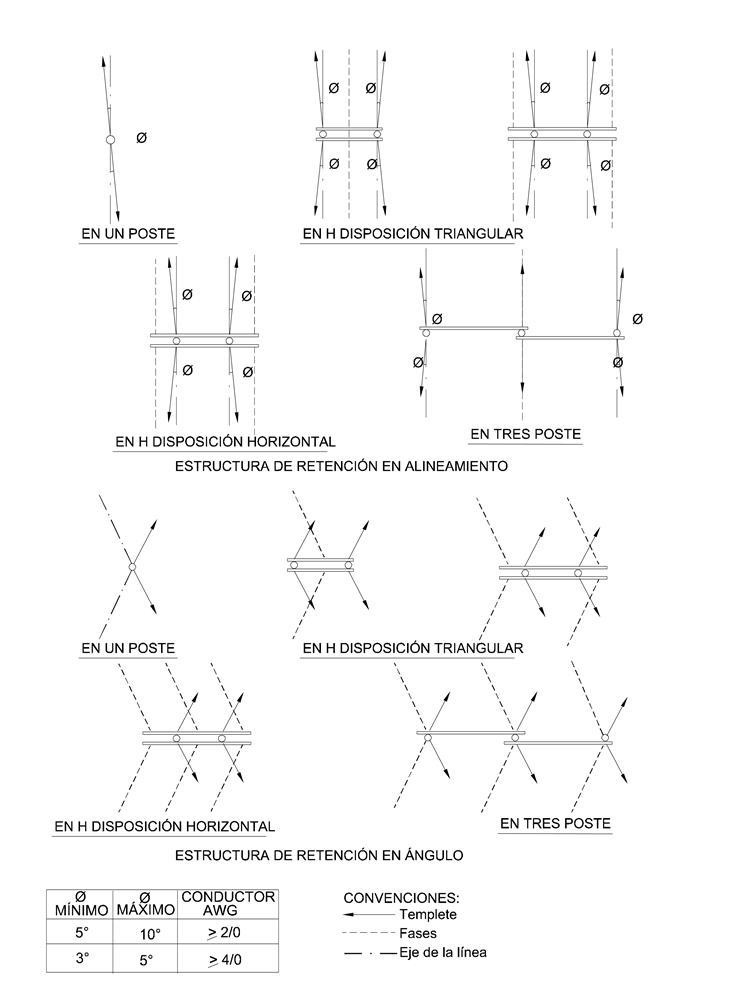 Ø
Ø Ø Ø Ø
Ø Ø Ø Ø
EN UN POSTE
EN H DISPOSICIÓN TRIANGULAR
Ø Ø
Ø Ø
Ø Ø
Ø Ø
EN H DISPOSICIÓN HORIZONTAL
EN TRES POSTE
ESTRUCTURA DE RETENCIÓN EN ALINEAMIENTO
EN UN POSTE
EN H DISPOSICIÓN TRIANGULAR
EN H DISPOSICIÓN HORIZONTAL
EN TRES POSTE
ESTRUCTURA DE RETENCIÓN EN ÁNGULO
Ø MÍNIMO Ø MÁXIMO CONDUCTOR AWG
5° 10° ≥ 2/0
3° 5° ≥ 4/0
CONVENCIONES:
Templete
Fases
Eje de la línea